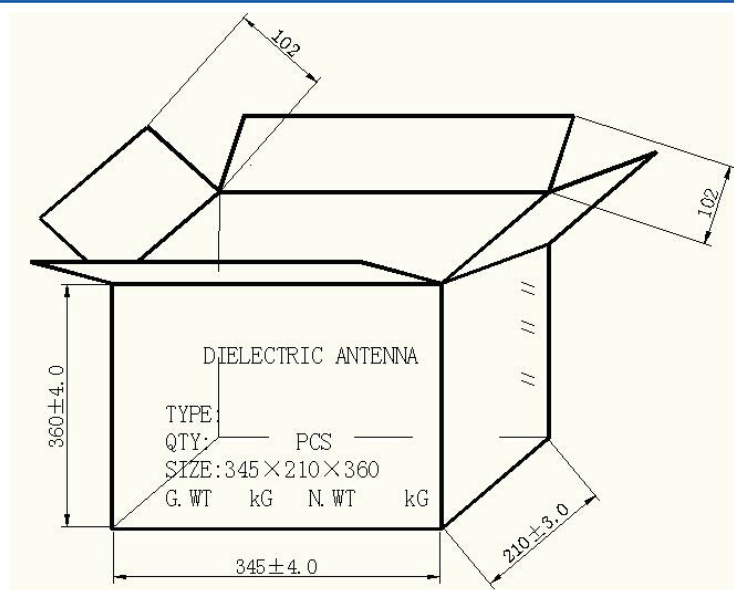 102
102
DIELECTRIC ANTENNA
360±4.0
TYPE:
QTY: PCS
SIZE:345×210×360
G.WT kG N.WT kG
210±3.0
345±4.0